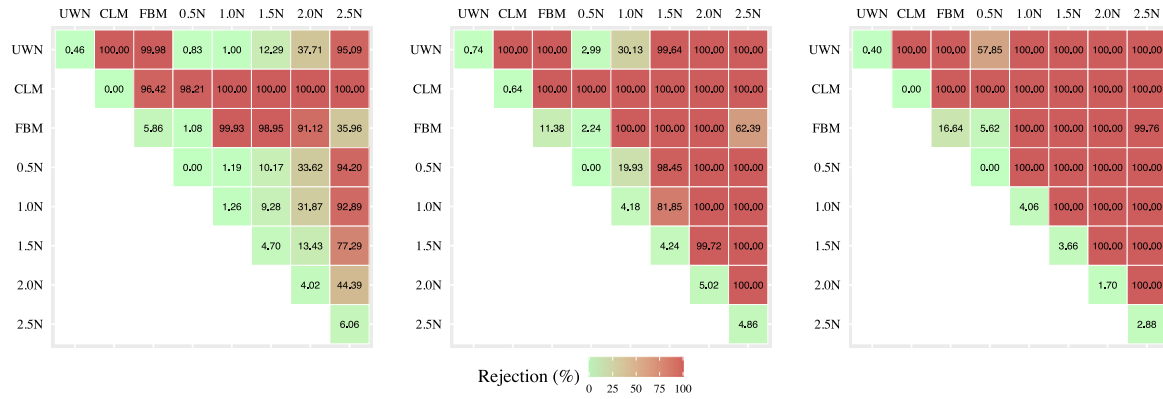 UWN CLM FBM 0.5N 1.0N 1.5N 2.0N 2.5N
UWN 0.46 100.00 99.98 0.83 1.00 12.29 37.71 95.09
CLM 0.00 96.42 98.21 100.00 100.00 100.00 100.00
FBM 5.86 1.08 99.93 98.95 91.12 35.96
0.5N 0.00 1.19 10.17 33.62 94.20
1.0N 1.26 9.28 31.87 92.89
1.5N 4.70 13.43 77.29
2.0N 4.02 44.39
2.5N 6.06
UWN CLM FBM 0.5N 1.0N 1.5N 2.0N 2.5N
UWN 0.74 100.00 100.00 2.99 30.13 99.64 100.00 100.00
CLM 0.64 100.00 100.00 100.00 100.00 100.00 100.00
FBM 11.38 2.24 100.00 100.00 100.00 62.39
0.5N 0.00 19.93 98.45 100.00 100.00
1.0N 4.18 81.85 100.00 100.00
1.5N 4.24 99.72 100.00
2.0N 5.02 100.00
2.5N 4.86
UWN CLM FBM 0.5N 1.0N 1.5N 2.0N 2.5N
UWN 0.40 100.00 100.00 57.85 100.00 100.00 100.00 100.00
CLM 0.00 100.00 100.00 100.00 100.00 100.00 100.00
FBM 16.64 5.62 100.00 100.00 100.00 99.76
0.5N 0.00 100.00 100.00 100.00 100.00
1.0N 4.06 100.00 100.00 100.00
1.5N 3.66 100.00 100.00
2.0N 1.70 100.00
2.5N 2.88
Rejection (%)
0 25 50 75 100